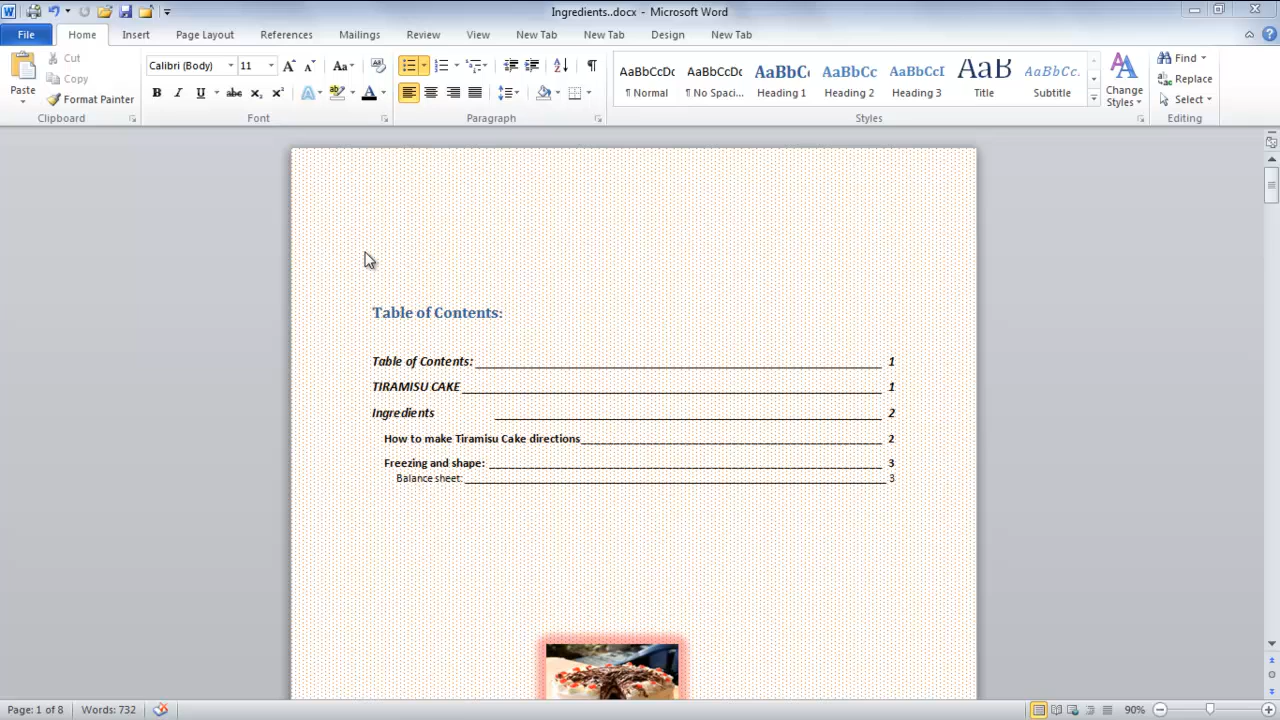 Ingredients..docx - Microsoft Word
File Home Insert Page Layout References Mailings Review View New Tab New Tab Design New Tab
Paste
Cut
Copy
Format Painter
Clipboard
Calibri (Body) 11
Font
Paragraph
AaBbCcDc AaBbCcDc AaBbC AaBbCc AaBbCcI AaB AaBbCc.
¶ Normal ¶ No Spaci... Heading 1 Heading 2 Heading 3 Title Subtitle
Change Styles
Styles
Find
Replace
Select
Editing
Table of Contents:
Table of Contents: 1
TIRAMISU CAKE 1
Ingredients 2
How to make Tiramisu Cake directions 2
Freezing and shape: 3
Balance sheet: 3
Page: 1 of 8 Words: 732 90%